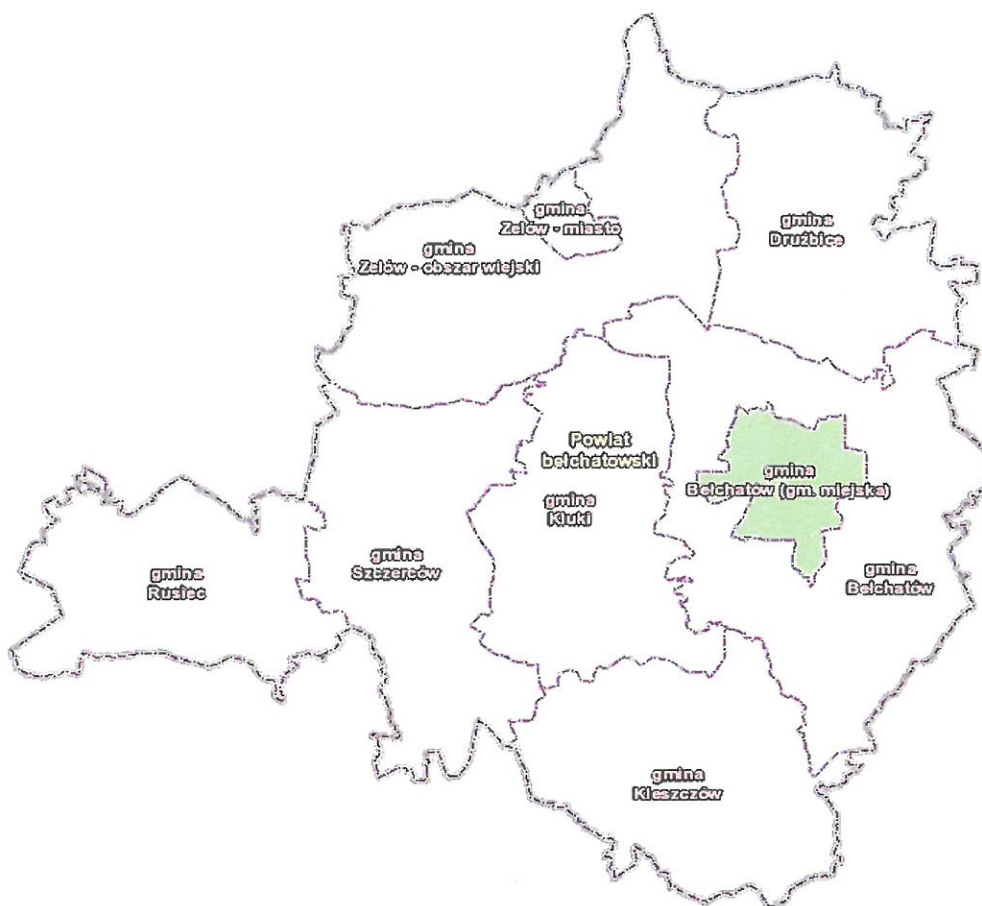 gmina
Zelów - miasto
gmina
Drużbice
gmina
Zelów - obszar wiejski
Powiat
bełchatowski
gmina
Bełchatów (gm. miejska)
gmina
Kluki
gmina
Szczerców
gmina
Rusiec
gmina
Bełchatów
gmina
Kleszczów